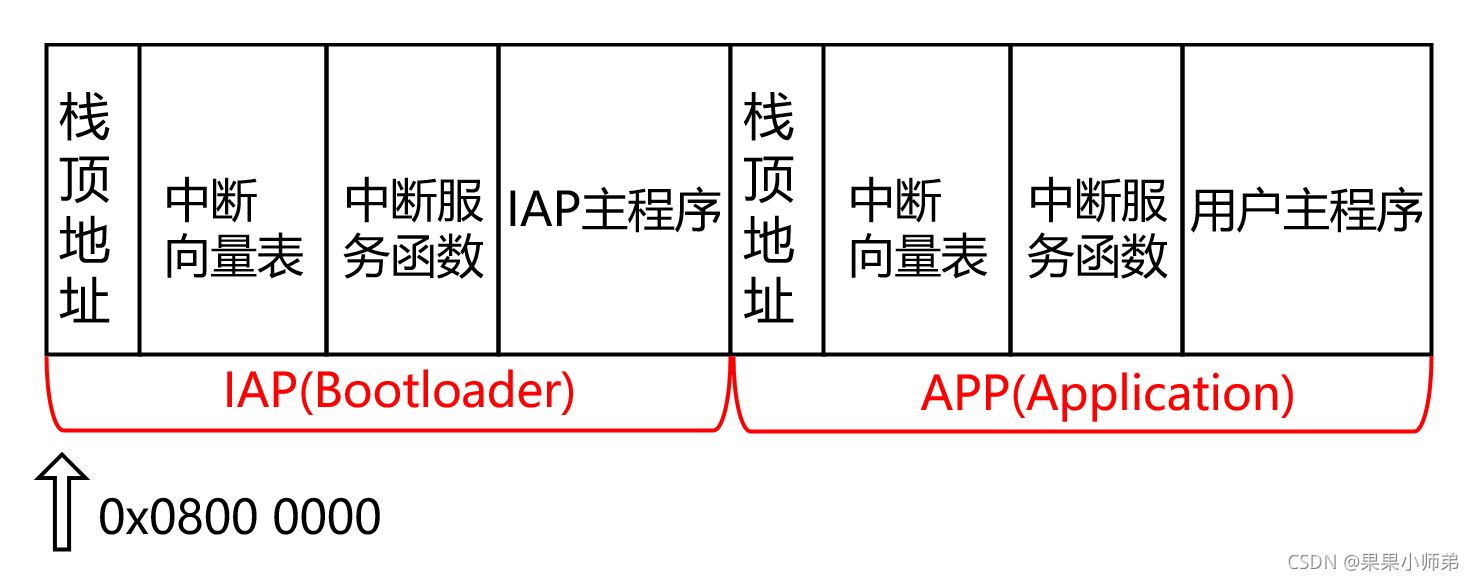 栈
顶
地
址
中断
向量表
中断服
务函数
IAP主程序
栈
顶
地
址
中断
向量表
中断服
务函数
用户主程序
IAP(Bootloader)
APP(Application)
0x0800 0000
CSDN @果果小师弟